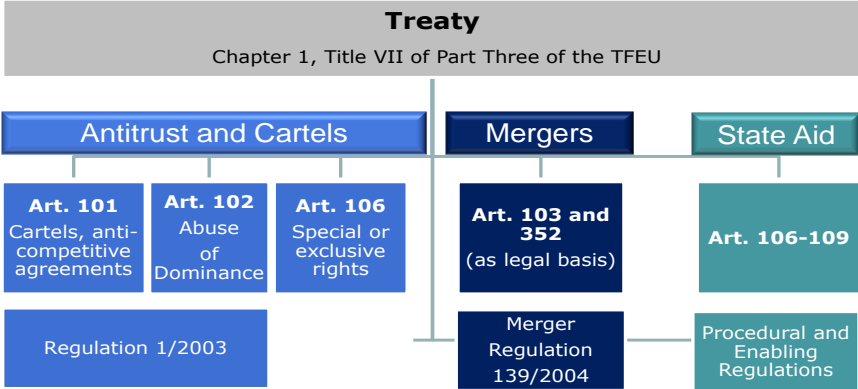 Treaty
Chapter 1, Title VII of Part Three of the TFEU
Antitrust and Cartels
Mergers
State Aid
Art. 101
Cartels, anti-
competitive
agreements
Art. 102
Abuse
of
Dominance
Art. 106
Special or
exclusive
rights
Art. 103 and
352
(as legal basis)
Art. 106-109
Regulation 1/2003
Merger
Regulation
139/2004
Procedural and
Enabling
Regulations